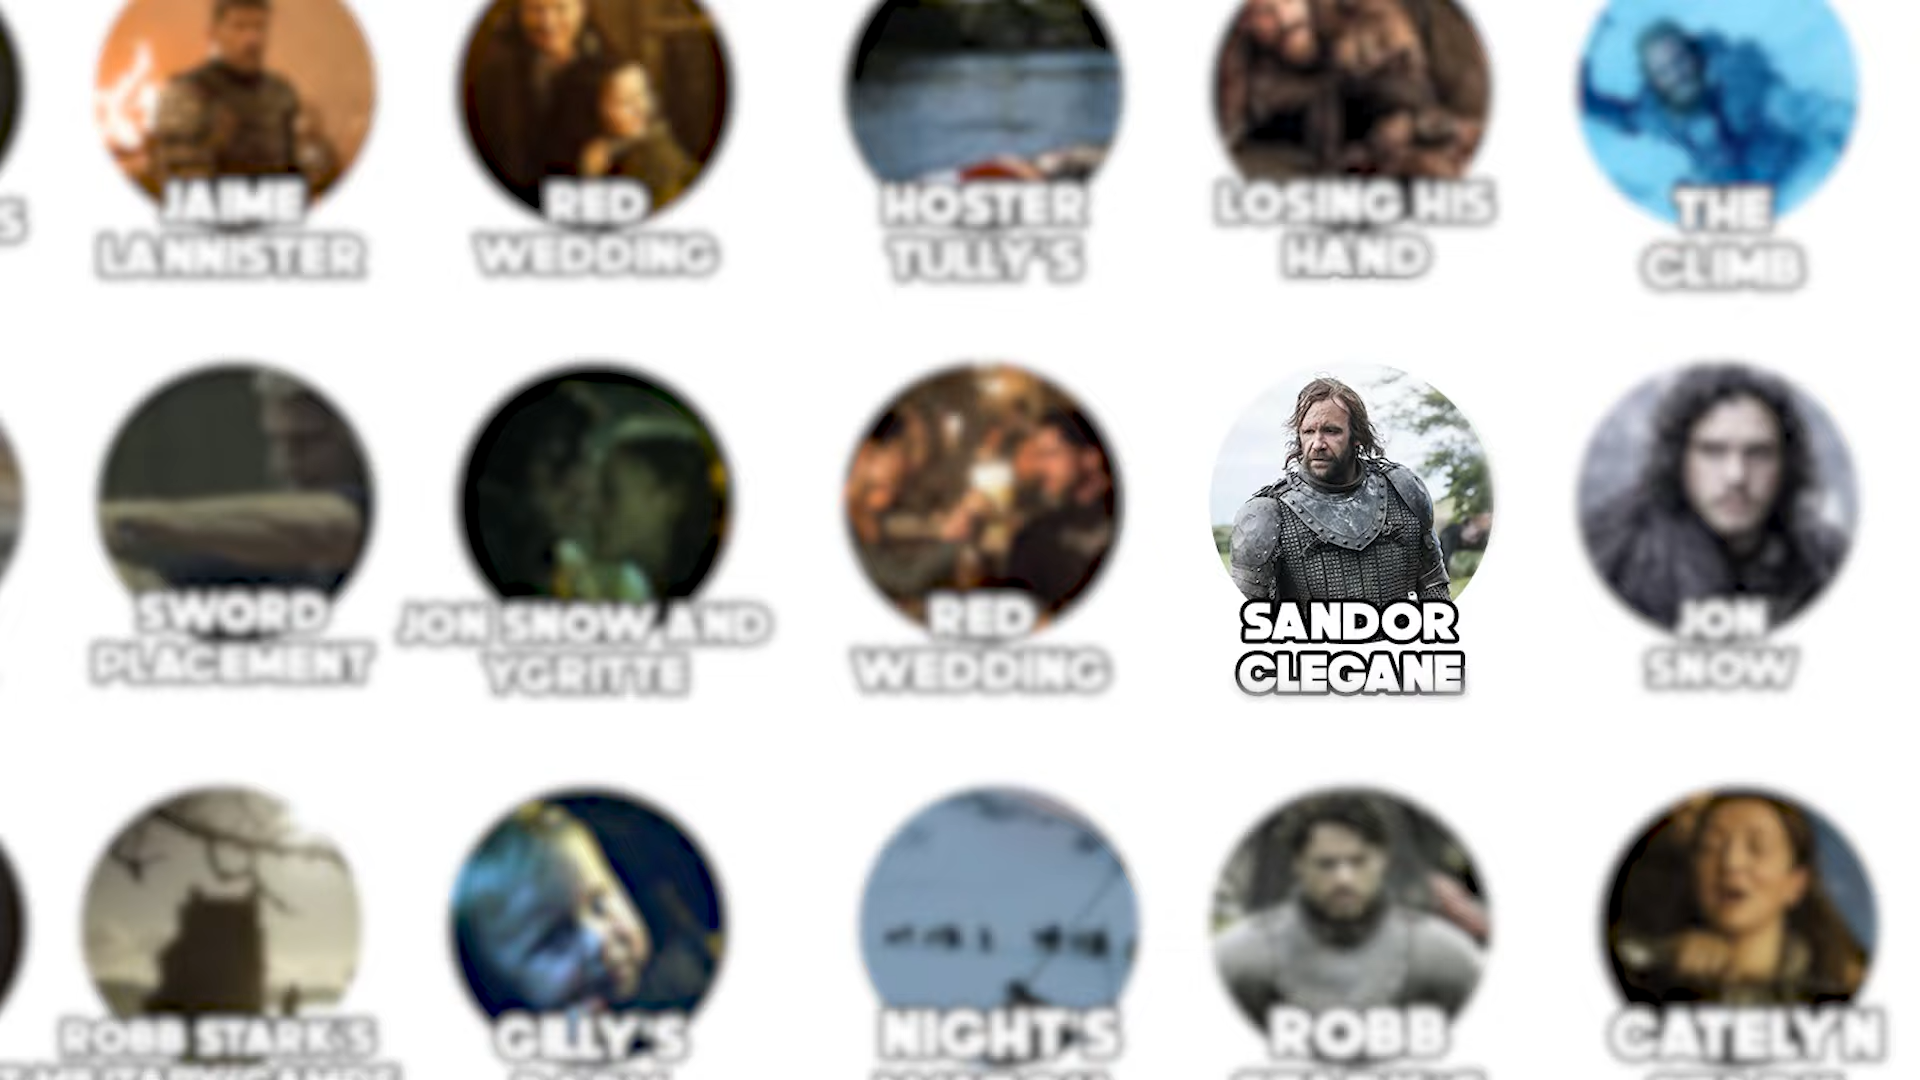 JAIME
LANNISTER
RED
WEDDING
HOSTER
TULLY'S
LOSING HIS
HAND
THE
CLIMB
SWORD
PLACEMENT
JON SNOW AND
YGRITTE
RED
WEDDING
SANDOR
CLEGANE
JON
SNOW
ROBB STARK'S
GILLY'S
NIGHT'S
ROBB
CATELYN